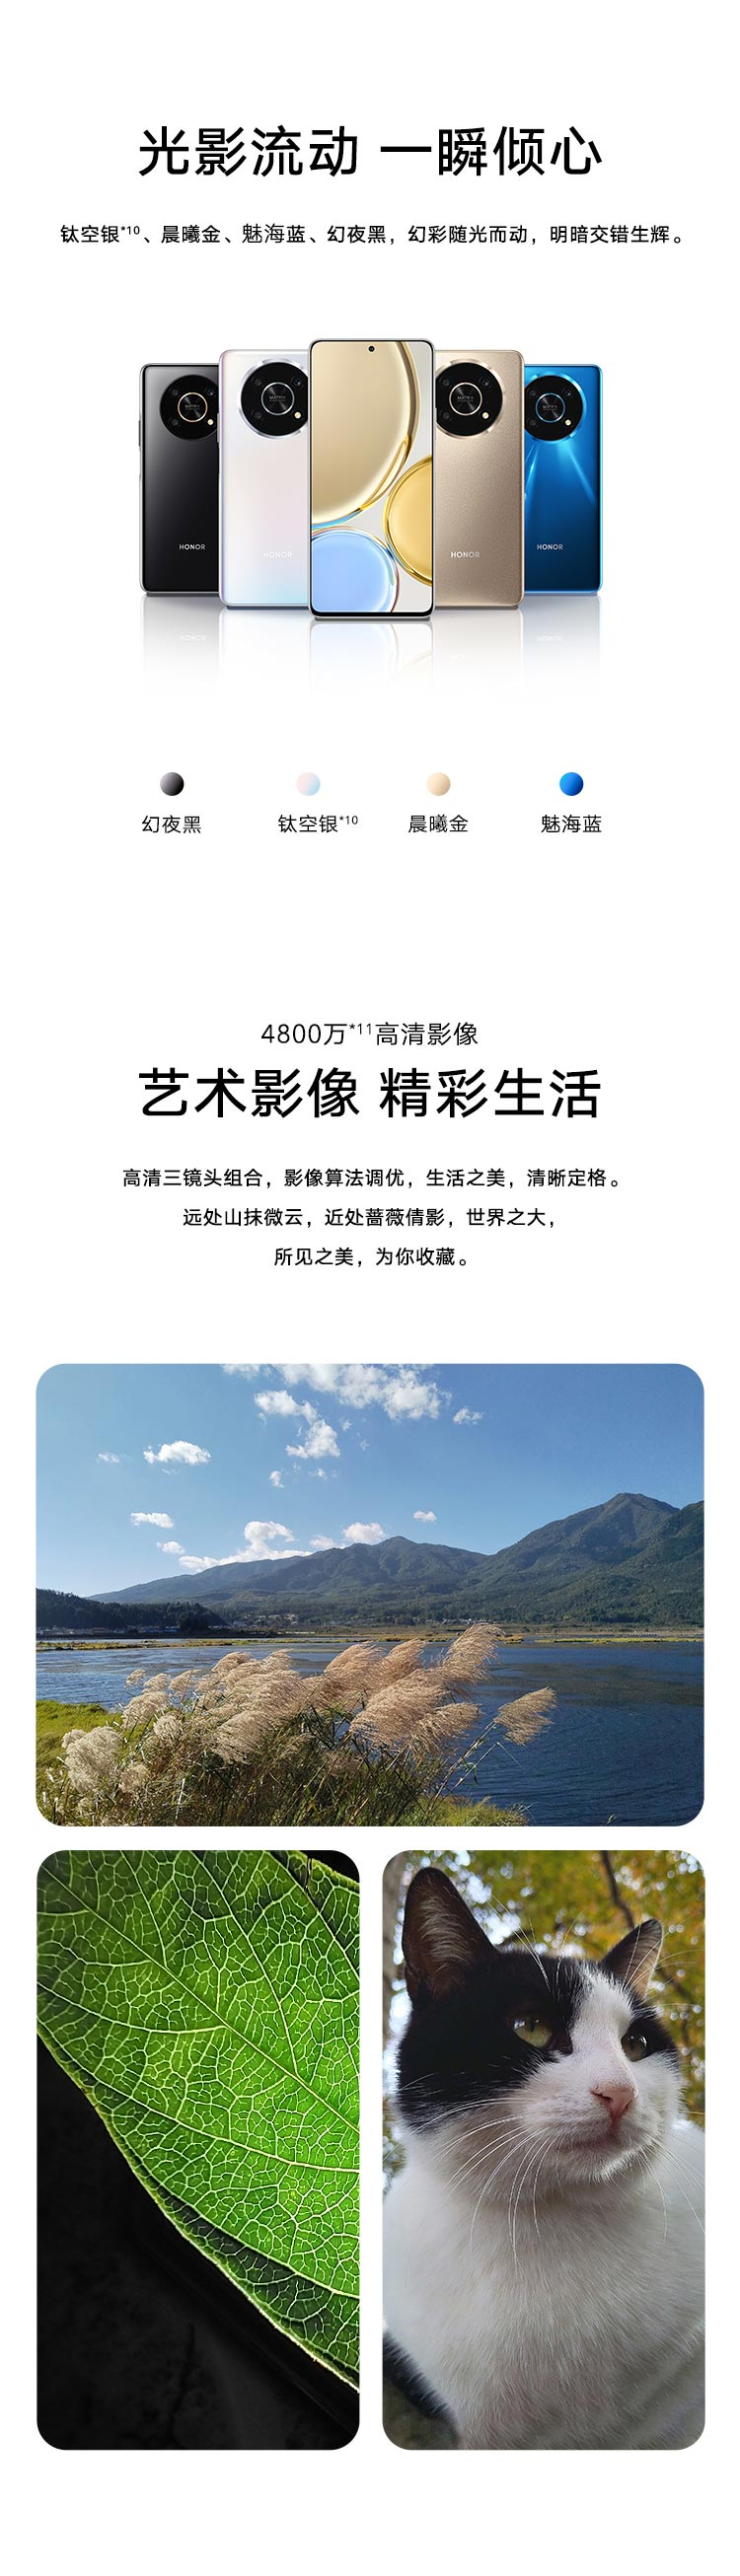 光影流动 一瞬倾心
钛空银*10、晨曦金、魅海蓝、幻夜黑，幻彩随光而动，明暗交错生辉。
HONOR
HONOR
HONOR
HONOR
幻夜黑
钛空银*10
晨曦金
魅海蓝
4800万*11高清影像
艺术影像 精彩生活
高清三镜头组合，影像算法调优，生活之美，清晰定格。
远处山抹微云，近处蔷薇倩影，世界之大，
所见之美，为你收藏。